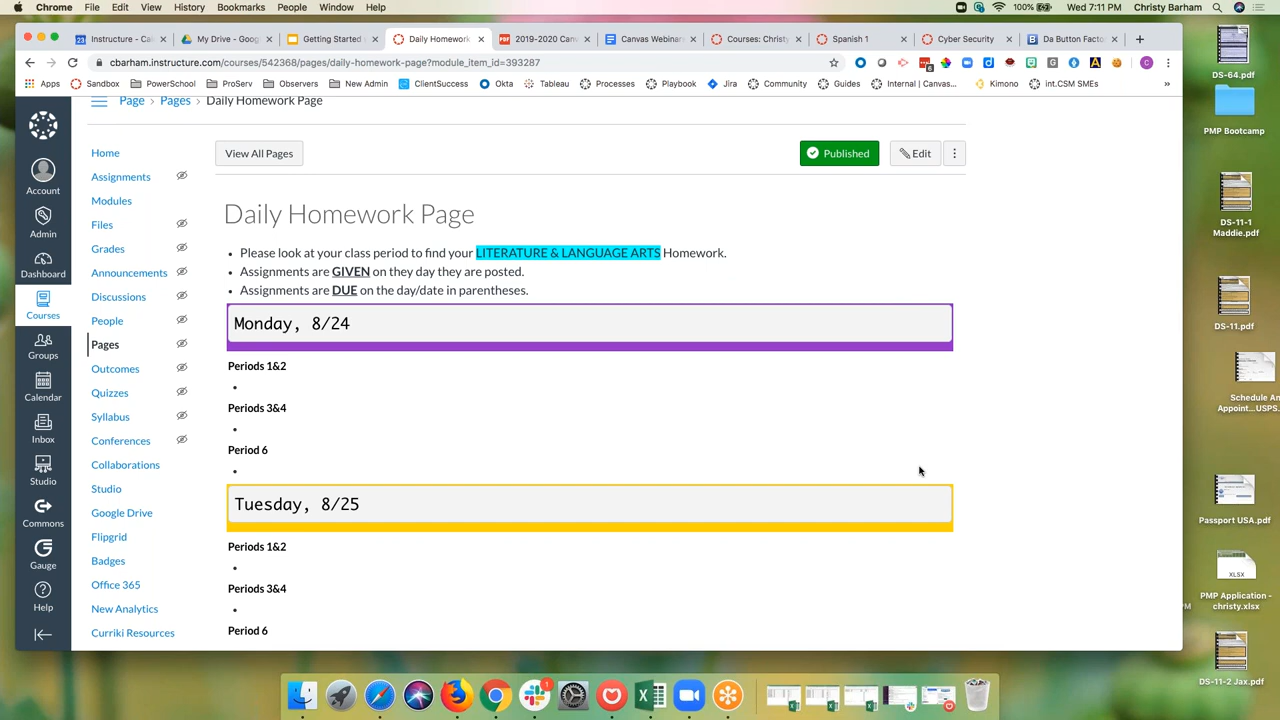 Chrome File Edit View History Bookmarks People Window Help 100% Wed 7:11 PM Christy Barham
Instructure - Cal
My Drive - Goog
Getting Started
Daily Homework
2019-2020 Canv
Canvas Webinar
Courses: Christy
Spanish 1
Cyber Security
Da Button Facto
cbarham.instructure.com/courses/542368/pages/daily-homework-page?module_item_id=393287
Apps Sandbox PowerSchool ProServ Observers New Admin ClientSuccess Okta Tableau Processes Playbook Jira Community Guides Internal | Canvas... Kimono int.CSM SMEs »
Page › Pages › Daily Homework Page
Account
Admin
Dashboard
Courses
Groups
Calendar
Inbox
Studio
Commons
Gauge
Help
Home
Assignments
Modules
Files
Grades
Announcements
Discussions
People
Pages
Outcomes
Quizzes
Syllabus
Conferences
Collaborations
Studio
Google Drive
Flipgrid
Badges
Office 365
New Analytics
Curriki Resources
View All Pages
Published
Edit
Daily Homework Page
Please look at your class period to find your LITERATURE & LANGUAGE ARTS Homework.
Assignments are GIVEN on they day they are posted.
Assignments are DUE on the day/date in parentheses.
Monday, 8/24
Periods 1&2
Periods 3&4
Period 6
Tuesday, 8/25
Periods 1&2
Periods 3&4
Period 6
DS-64.pdf
PMP Bootcamp
DS-11-1
Maddie.pdf
DS-11.pdf
Schedule An
Appoint...USPS.
Passport USA.pdf
XLSX
PMP Application -
christy.xlsx
PM
DS-11-2 Jax.pdf